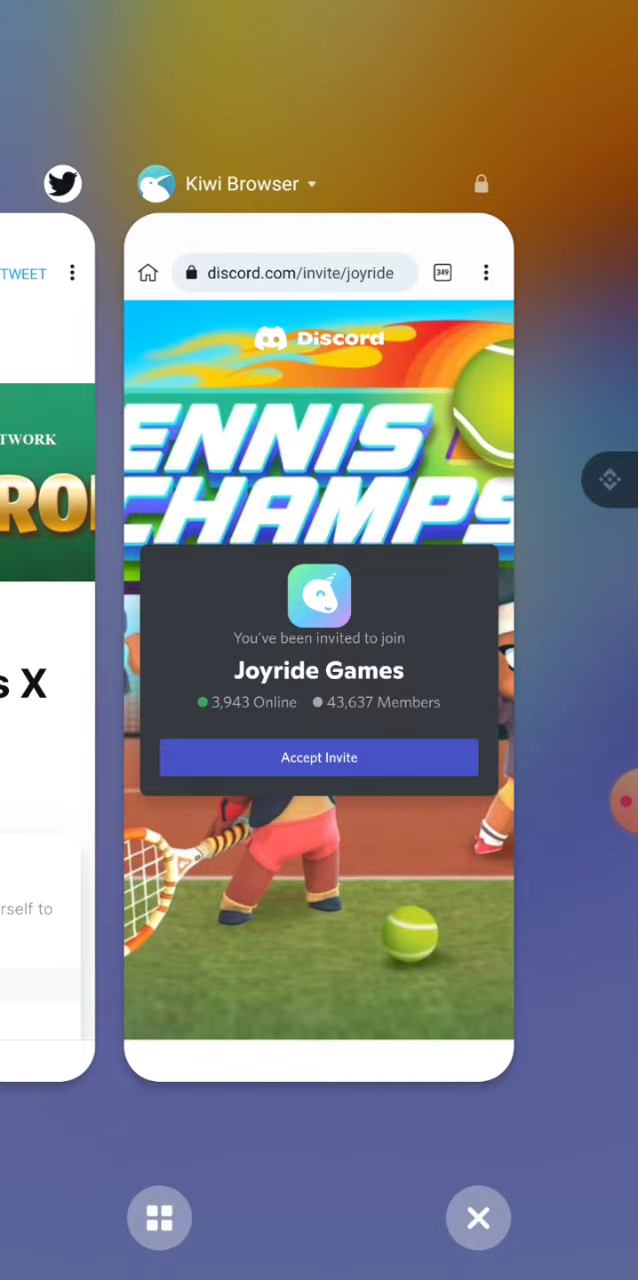 Kiwi Browser
TWEET
discord.com/invite/joyride
349
Discord
TWORK
ROI
ENNIS
CHAMPS
You've been invited to join
Joyride Games
3,943 Online 43,637 Members
Accept Invite
s X
rself to